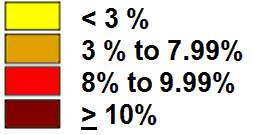 < 3 %
3 % to 7.99%
8% to 9.99%
≥ 10%